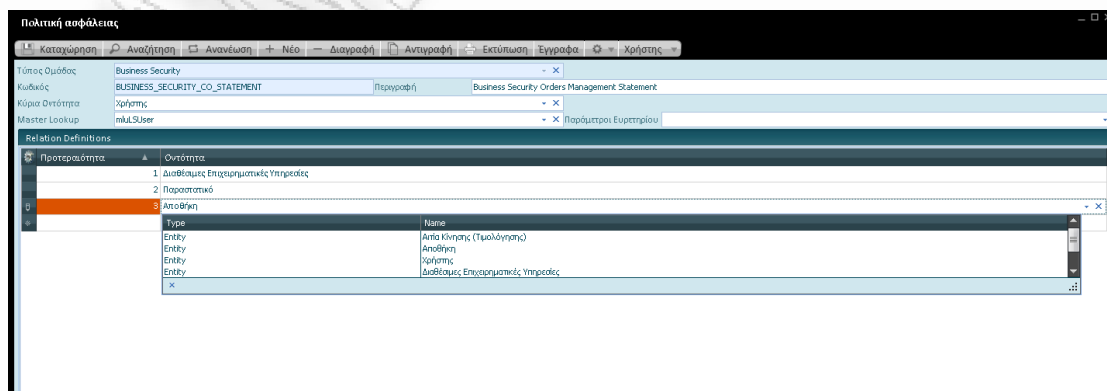 Πολιτική ασφάλειας
Καταχώρηση Αναζήτηση Ανανέωση Νέο Διαγραφή Αντιγραφή Εκτύπωση Έγγραφα Χρήστης
Τύπος Ομάδας Business Security
Κωδικός BUSINESS_SECURITY_CO_STATEMENT Περιγραφή Business Security Orders Management Statement
Κύρια Οντότητα Χρήστης
Master Lookup mluLSUser Παράμετροι Ευρετηρίου
Relation Definitions
Προτεραιότητα Οντότητα
1 Διαθέσιμες Επιχειρηματικές Υπηρεσίες
2 Παραστατικό
3 Αποθήκη
Type Name
Entity Αιτία Κίνησης (Τιμολόγησης)
Entity Αποθήκη
Entity Χρήστης
Entity Διαθέσιμες Επιχειρηματικές Υπηρεσίες